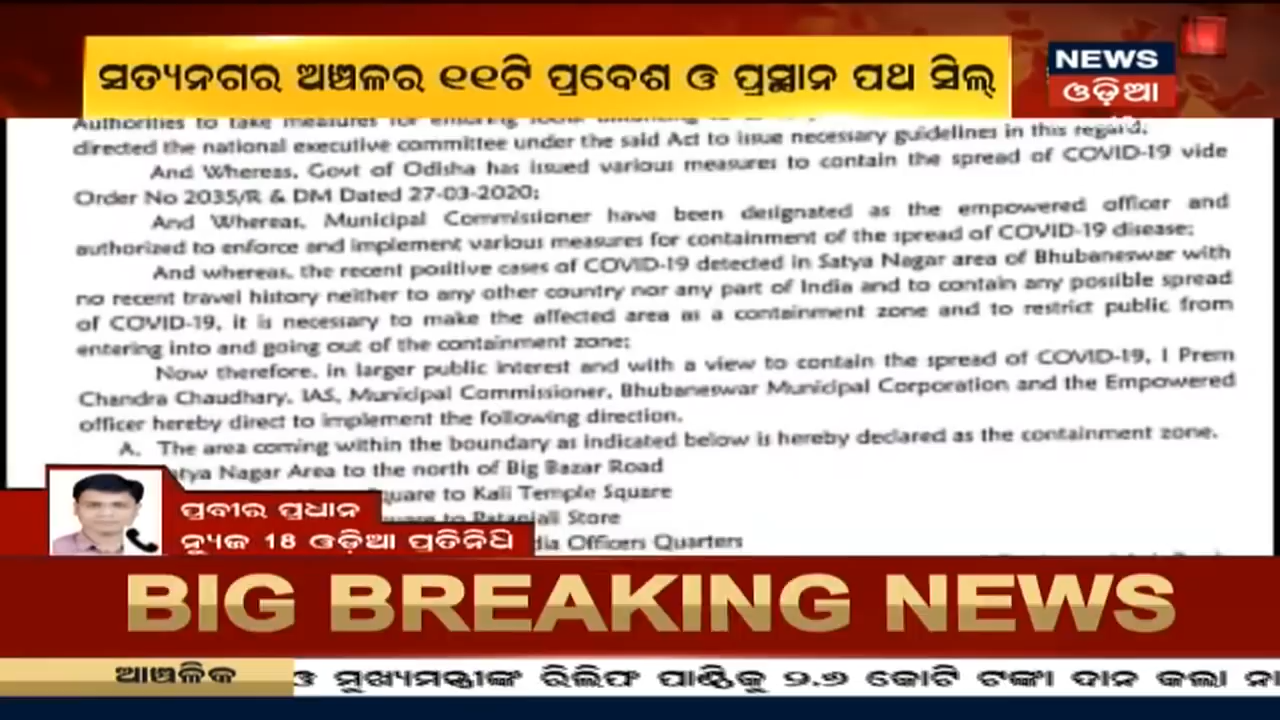 ସତ୍ୟନଗର ଅଞ୍ଚଳର ୧୧ଟି ପ୍ରବେଶ ଓ ପ୍ରସ୍ଥାନ ପଥ ସିଲ୍
NEWS
ଓଡ଼ିଆ
Authorities to take measures for ensuring
directed the national executive committee under the said Act to issue necessary guidelines in this regard;
And Whereas, Govt of Odisha has issued various measures to contain the spread of COVID-19 vide
Order No 2035/R & DM Dated 27-03-2020;
And Whereas, Municipal Commissioner have been designated as the empowered officer and
authorized to enforce and implement various measures for containment of the spread of COVID-19 disease;
And whereas, the recent positive cases of COVID-19 detected in Satya Nagar area of Bhubaneswar with
no recent travel history neither to any other country nor any part of India and to contain any possible spread
of COVID-19, it is necessary to make the affected area as a containment zone and to restrict public from
entering into and going out of the containment zone;
Now therefore, in larger public interest and with a view to contain the spread of COVID-19, I Prem
Chandra Chaudhary, IAS, Municipal Commissioner, Bhubaneswar Municipal Corporation and the Empowered
officer hereby direct to implement the following direction.
A. The area coming within the boundary as indicated below is hereby declared as the containment zone.
tya Nagar Area to the north of Big Bazar Road
quare to Kali Temple Square
quare to Patanjali Store
dia Officers Quarters
ପ୍ରବୀର ପ୍ରଧାନ
ନ୍ୟୁଜ 18 ଓଡ଼ିଆ ପ୍ରତିନିଧି
BIG BREAKING NEWS
ଆଞ୍ଚଳିକ
ଓ ମୁଖ୍ୟମନ୍ତ୍ରୀଙ୍କ ରିଲିଫ ପାଣ୍ଠିକୁ ୨.୬ କୋଟି ଟଙ୍କା ଦାନ କଲା ନା